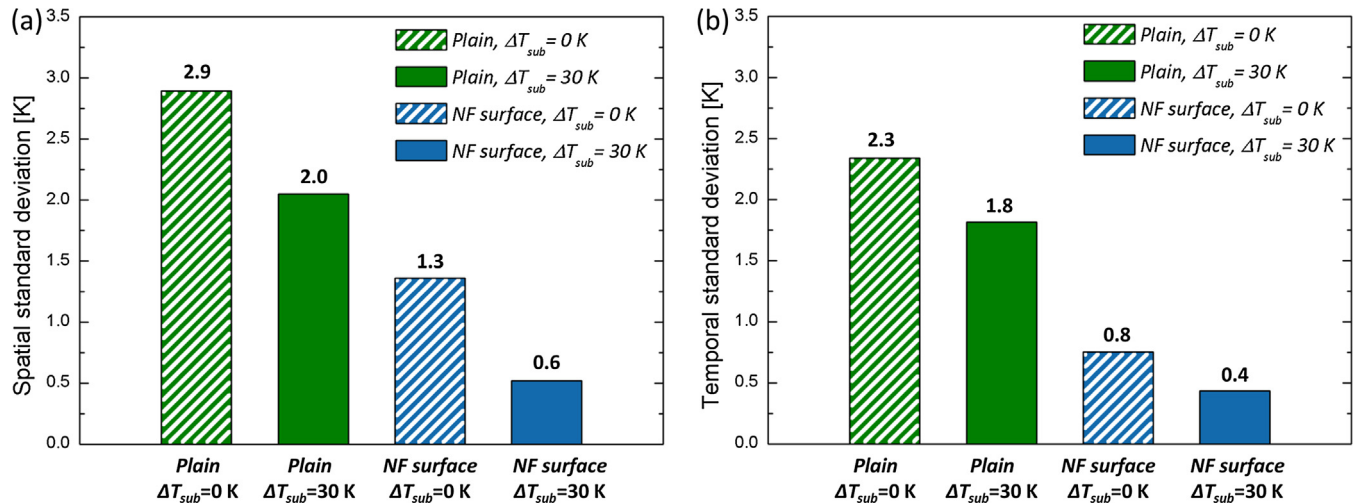 (a)
Spatial standard deviation [K]
3.5
3.0
2.5
2.0
1.5
1.0
0.5
0.0
Plain, ΔTsub= 0 K
Plain, ΔTsub= 30 K
NF surface, ΔTsub= 0 K
NF surface, ΔTsub= 30 K
2.9
2.0
1.3
0.6
Plain
ΔTsub=0 K
Plain
ΔTsub=30 K
NF surface
ΔTsub=0 K
NF surface
ΔTsub=30 K
(b)
Temporal standard deviation [K]
3.5
3.0
2.5
2.0
1.5
1.0
0.5
0.0
Plain, ΔTsub= 0 K
Plain, ΔTsub= 30 K
NF surface, ΔTsub= 0 K
NF surface, ΔTsub= 30 K
2.3
1.8
0.8
0.4
Plain
ΔTsub=0 K
Plain
ΔTsub=30 K
NF surface
ΔTsub=0 K
NF surface
ΔTsub=30 K